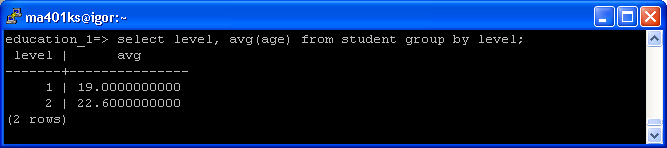 ma401ks@igor:~
education_1=> select level, avg(age) from student group by level;
 level |      avg
-------+---------------
     1 | 19.0000000000
     2 | 22.6000000000
(2 rows)